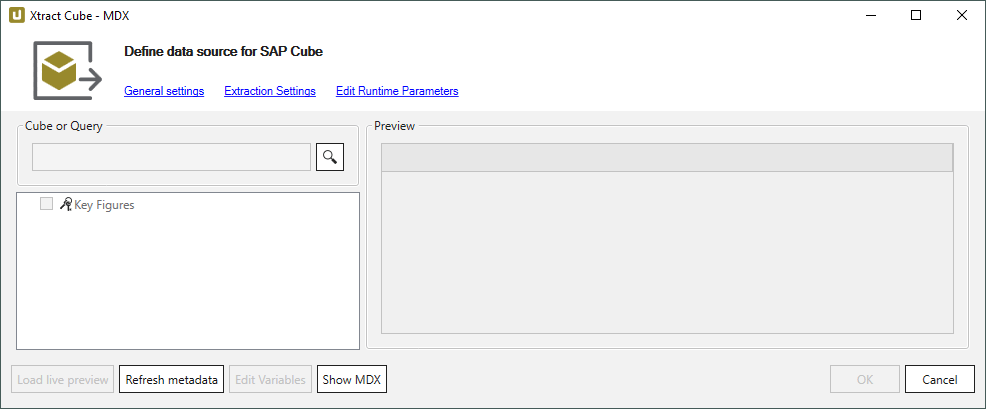 Xtract Cube - MDX
Define data source for SAP Cube
General settings Extraction Settings Edit Runtime Parameters
Cube or Query
Preview
Key Figures
Load live preview Refresh metadata Edit Variables Show MDX OK Cancel